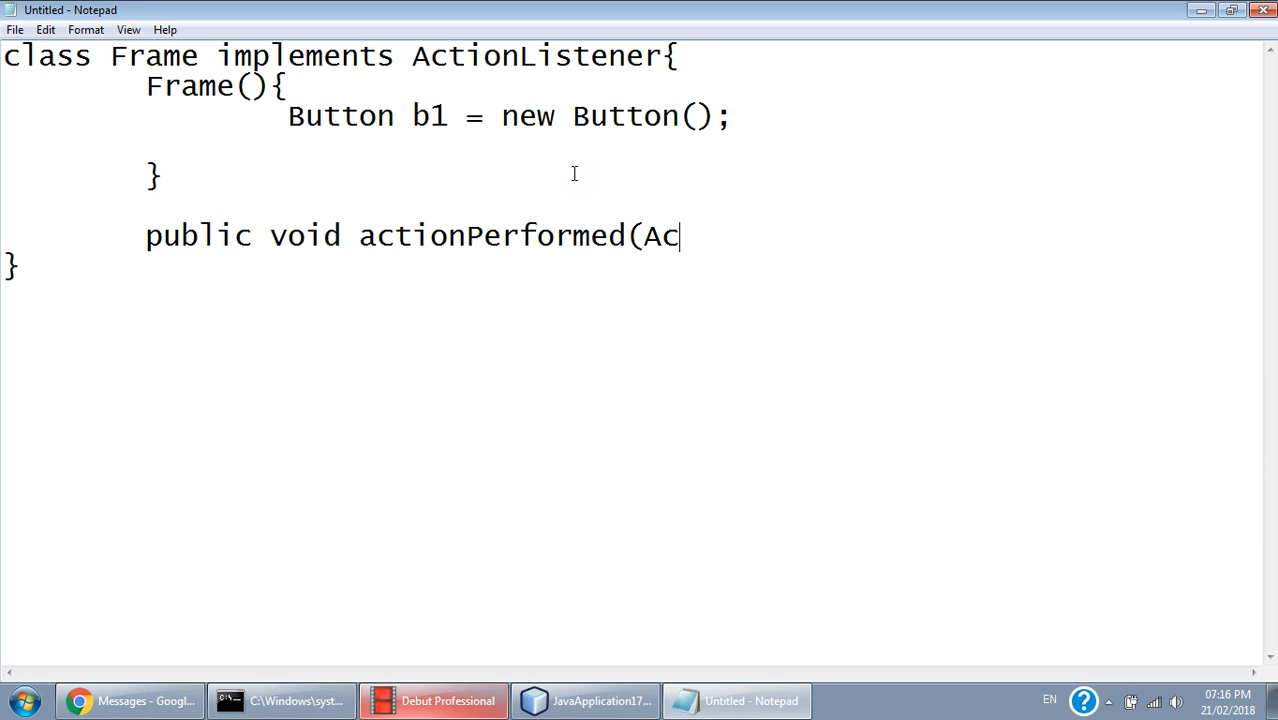 Untitled - Notepad
File Edit Format View Help
class Frame implements ActionListener{
Frame(){
Button b1 = new Button();
}
public void actionPerformed(Ac
}
Messages - Googl...
C:\Windows\syst...
Debut Professional
JavaApplication17...
Untitled - Notepad
EN
07:16 PM
21/02/2018